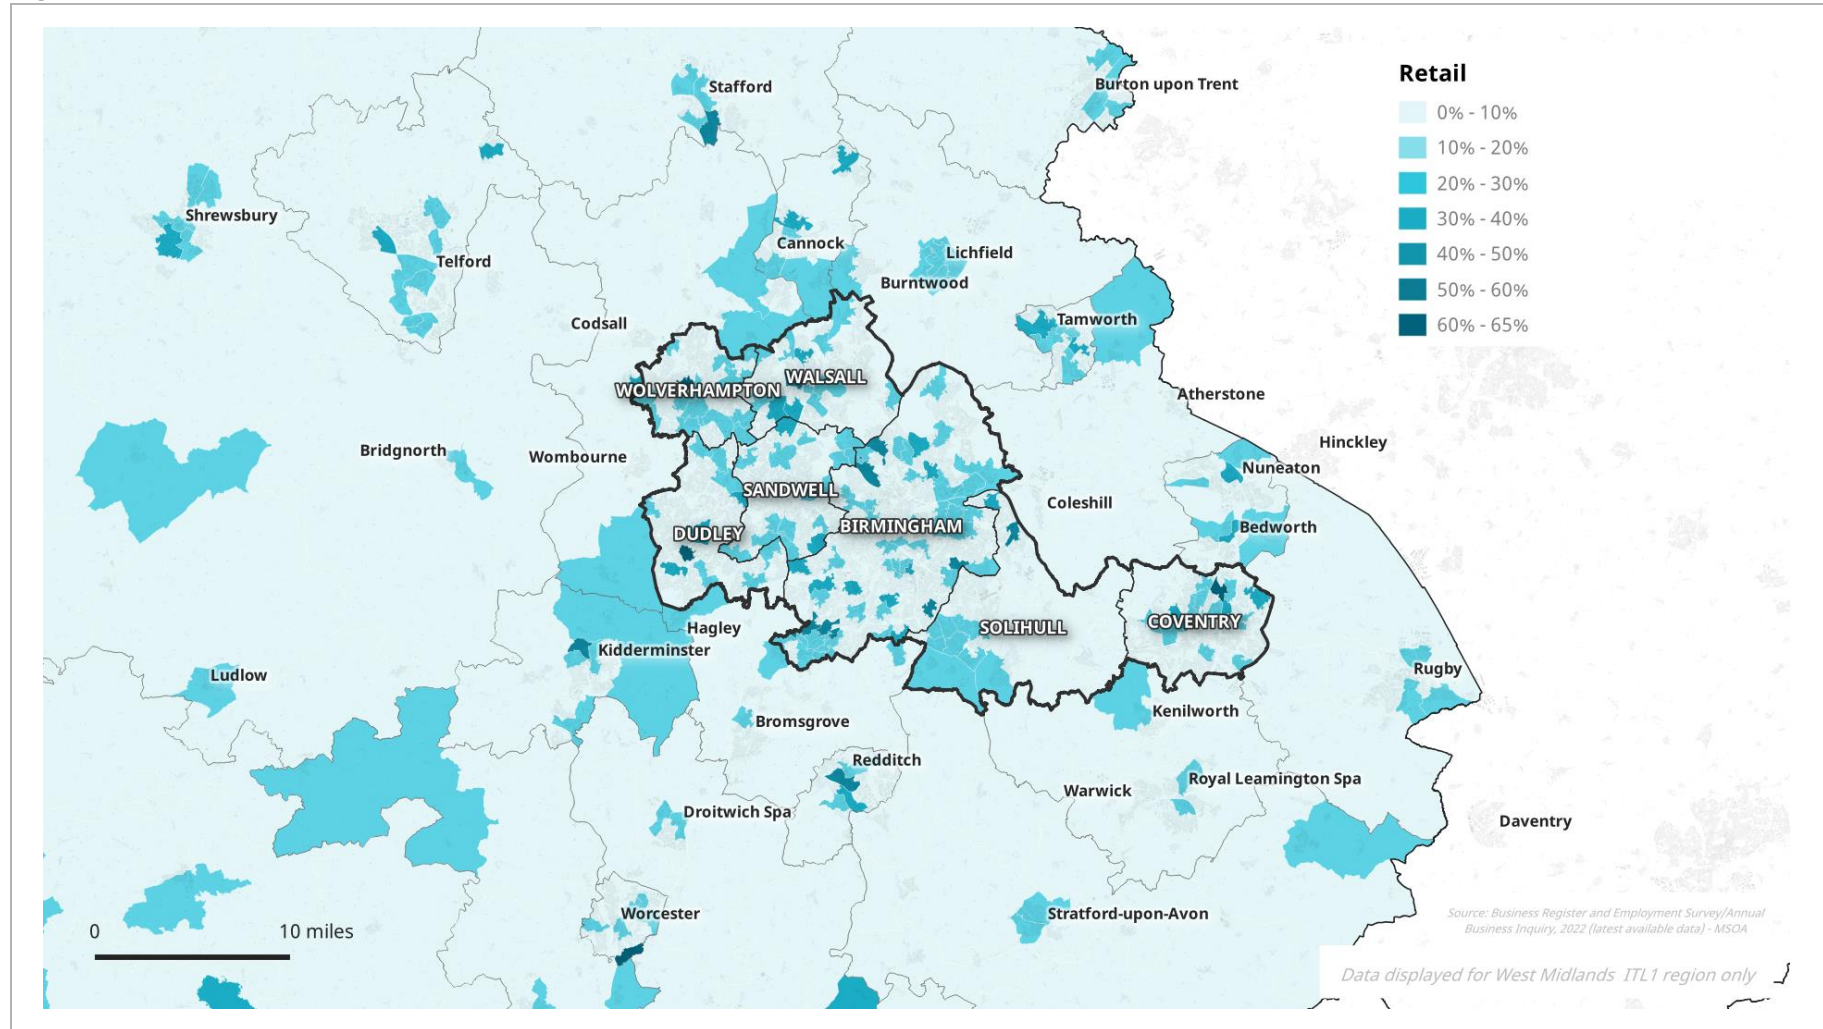 Retail
0% - 10%
10% - 20%
20% - 30%
30% - 40%
40% - 50%
50% - 60%
60% - 65%
Stafford
Burton upon Trent
Shrewsbury
Telford
Cannock
Lichfield
Burntwood
Codsall
Tamworth
WOLVERHAMPTON
WALSALL
Atherstone
Hinckley
Bridgnorth
Wombourne
Nuneaton
SANDWELL
Coleshill
DUDLEY
BIRMINGHAM
Bedworth
Hagley
SOLIHULL
COVENTRY
Kidderminster
Ludlow
Rugby
Bromsgrove
Kenilworth
Redditch
Royal Leamington Spa
Warwick
Droitwich Spa
Daventry
Worcester
Stratford-upon-Avon
0 10 miles
Source: Business Register and Employment Survey/Annual
Business Inquiry, 2022 (latest available data) - MSOA
Data displayed for West Midlands ITL1 region only